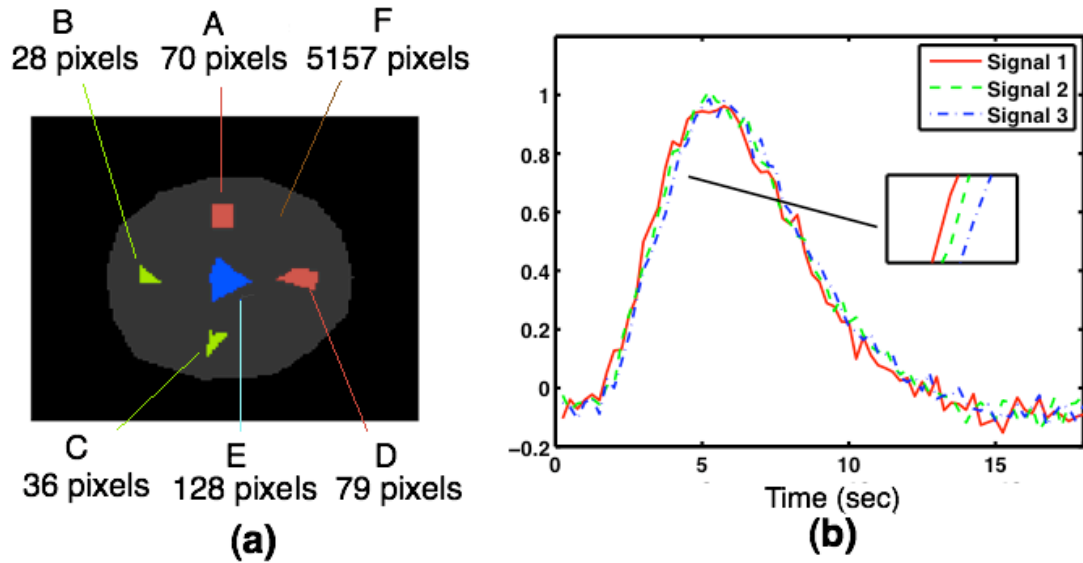 B A F
28 pixels 70 pixels 5157 pixels
C E D
36 pixels 128 pixels 79 pixels
(a)
Signal 1
Signal 2
Signal 3
1
0.8
0.6
0.4
0.2
0
−0.2
0 5 10 15
Time (sec)
(b)